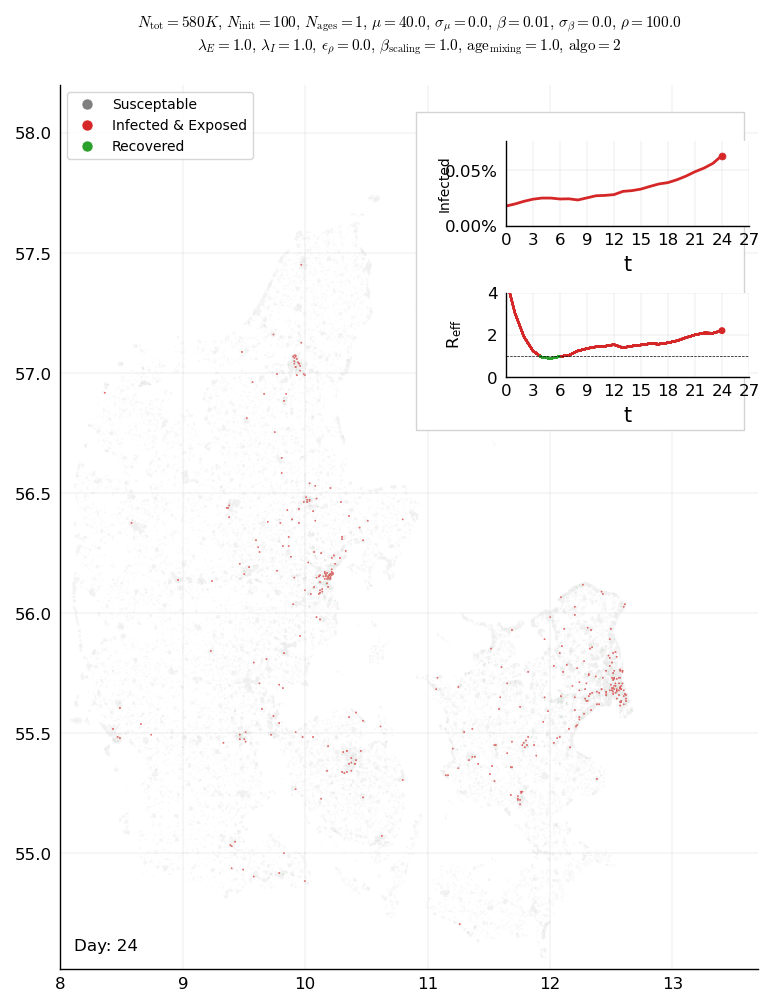 N_tot = 580K, N_init = 100, N_ages = 1, μ = 40.0, σ_μ = 0.0, β = 0.01, σ_β = 0.0, ρ = 100.0
λ_E = 1.0, λ_I = 1.0, ϵ_ρ = 0.0, β_scaling = 1.0, age_mixing = 1.0, algo = 2
Susceptable
Infected & Exposed
Recovered
Infected
0.05%
0.00%
0 3 6 9 12 15 18 21 24 27
t
R_eff
4
2
0
0 3 6 9 12 15 18 21 24 27
t
58.0
57.5
57.0
56.5
56.0
55.5
55.0
Day: 24
8 9 10 11 12 13